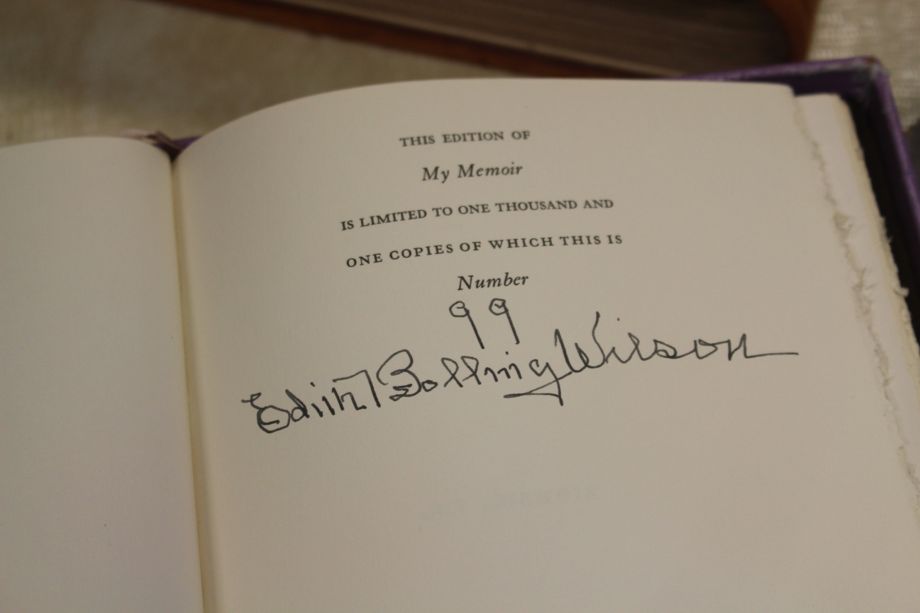 THIS EDITION OF
My Memoir
IS LIMITED TO ONE THOUSAND AND
ONE COPIES OF WHICH THIS IS
Number
99
Edith Bolling Wilson